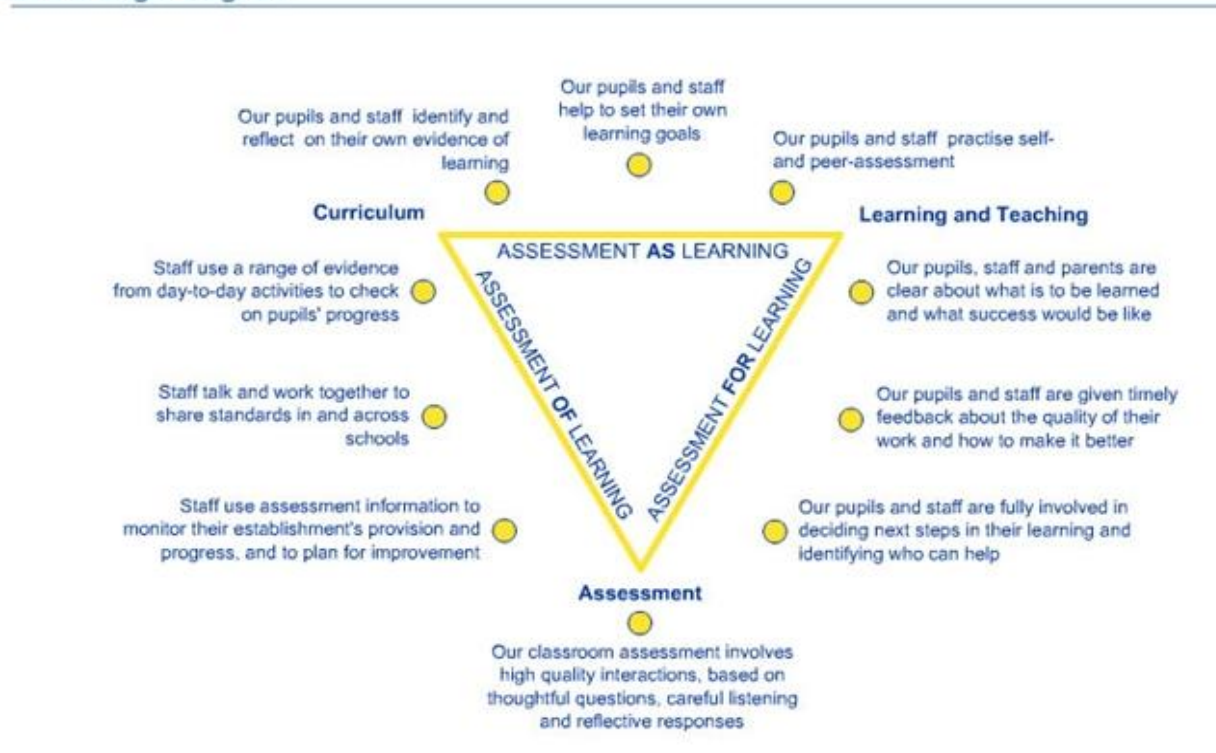 Our pupils and staff identify and
reflect on their own evidence of
learning
Our pupils and staff
help to set their own
learning goals
Our pupils and staff practise self-
and peer-assessment
Curriculum
Learning and Teaching
ASSESSMENT AS LEARNING
ASSESSMENT OF LEARNING
ASSESSMENT FOR LEARNING
Staff use a range of evidence
from day-to-day activities to check
on pupils' progress
Our pupils, staff and parents are
clear about what is to be learned
and what success would be like
Staff talk and work together to
share standards in and across
schools
Our pupils and staff are given timely
feedback about the quality of their
work and how to make it better
Staff use assessment information to
monitor their establishment's provision and
progress, and to plan for improvement
Our pupils and staff are fully involved in
deciding next steps in their learning and
identifying who can help
Assessment
Our classroom assessment involves
high quality interactions, based on
thoughtful questions, careful listening
and reflective responses